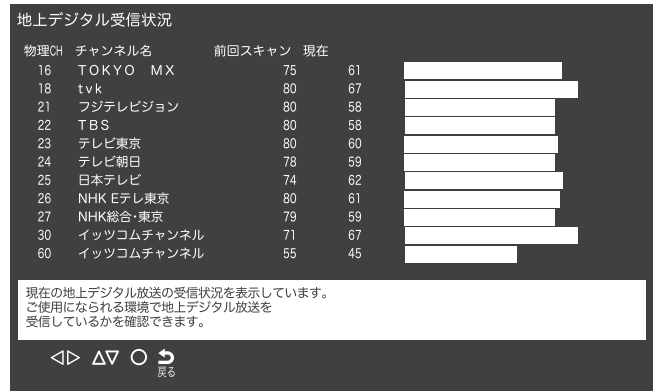 地上デジタル受信状況
物理CH チャンネル名 前回スキャン 現在
16 TOKYO MX 75 61
18 tvk 80 67
21 フジテレビジョン 80 58
22 TBS 80 58
23 テレビ東京 80 60
24 テレビ朝日 78 59
25 日本テレビ 74 62
26 NHK Eテレ東京 80 61
27 NHK総合・東京 79 59
30 イッツコムチャンネル 71 67
60 イッツコムチャンネル 55 45
現在の地上デジタル放送の受信状況を表示しています。
ご使用になられる環境で地上デジタル放送を
受信しているかを確認できます。
戻る